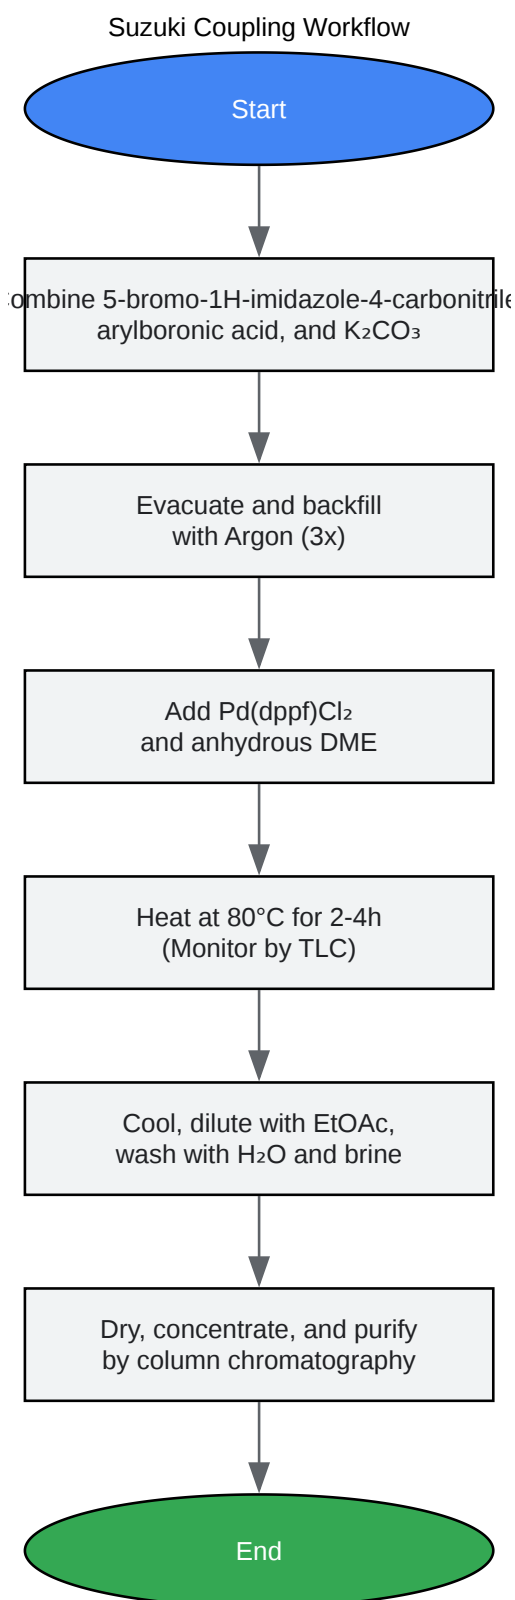 Suzuki Coupling Workflow
Start
ombine 5-bromo-1H-imidazole-4-carbonitrile
arylboronic acid, and K₂CO₃
Evacuate and backfill
with Argon (3x)
Add Pd(dppf)Cl₂
and anhydrous DME
Heat at 80°C for 2-4h
(Monitor by TLC)
Cool, dilute with EtOAc,
wash with H₂O and brine
Dry, concentrate, and purify
by column chromatography
End